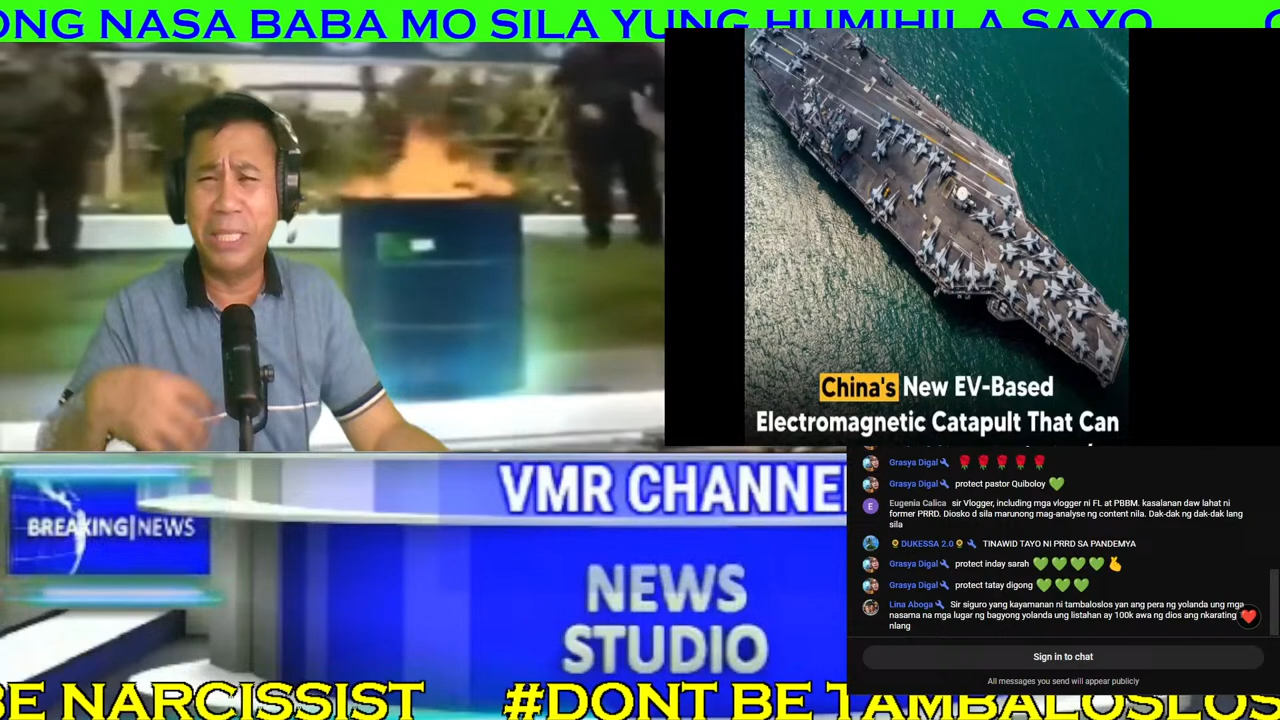 ONG NASA BABA MO SILA YUNG HUMIHILA SAYO
China's New EV-Based
Electromagnetic Catapult That Can
Grasya Digal
Grasya Digal protect pastor Quiboloy
E Eugenia Calica sir Vlogger, including mga vlogger ni FL at PBBM. kasalanan daw lahat ni
former PRRD. Diosko d sila marunong mag-analyse ng content nila. Dak-dak ng dak-dak lang
sila
DUKESSA 2.0 TINAWID TAYO NI PRRD SA PANDEMYA
Grasya Digal protect inday sarah
Grasya Digal protect tatay digong
Lina Aboga Sir siguro yang kayamanan ni tambaloslos yan ang pera ng yolanda ung mga
nasama na mga lugar ng bagyong yolanda ung listahan ay 100k awa ng dios ang nkarating
nlang
Sign in to chat
All messages you send will appear publicly
VMR CHANNE
BREAKING|NEWS
NEWS
STUDIO
BE NARCISSIST #DONT BE TAMBALOSLOS